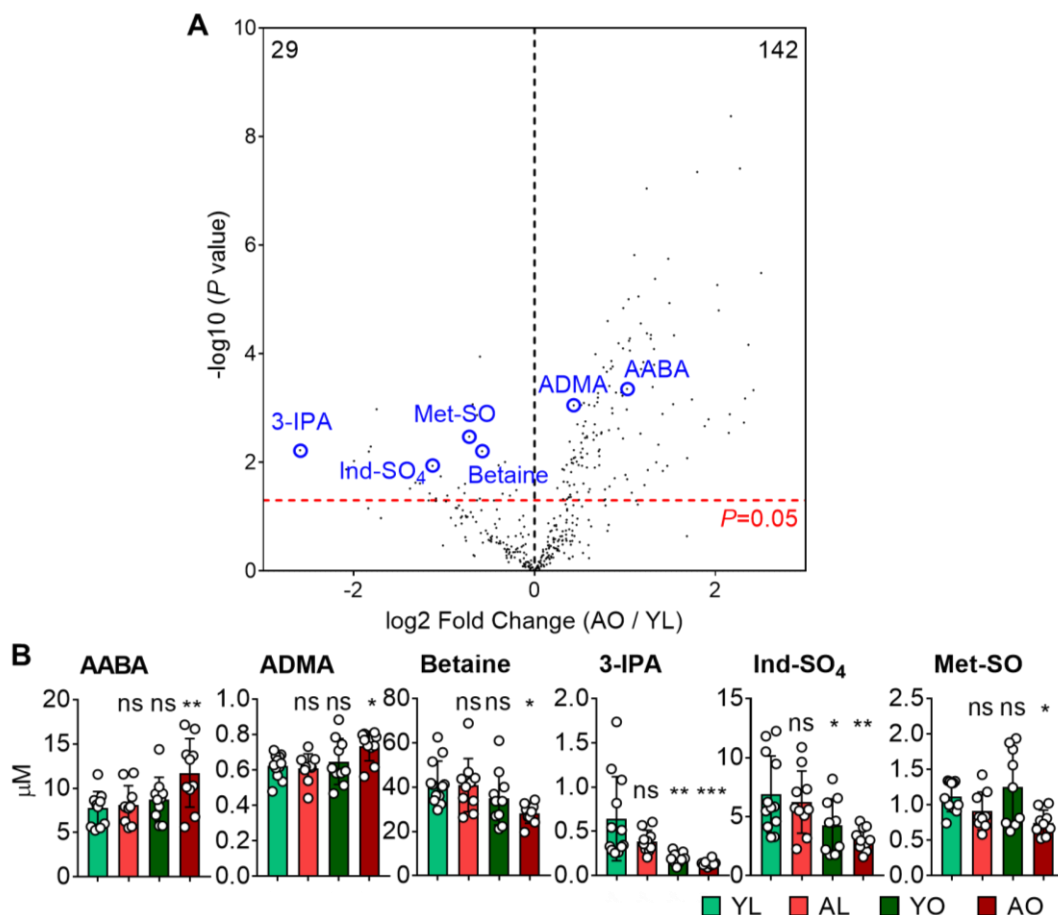 A
29
142
10
8
6
4
2
0
-log10 (P value)
ADMA
AABA
Met-SO
3-IPA
Ind-SO₄
Betaine
P=0.05
-2
0
2
log2 Fold Change (AO / YL)
B
AABA
ADMA
Betaine
3-IPA
Ind-SO₄
Met-SO
μM
20
15
10
5
0
ns ns **
1.0
0.8
0.6
0.4
0.2
0.0
ns ns *
80
60
40
20
0
ns ns *
2.0
1.5
1.0
0.5
0.0
ns ** ***
15
10
5
0
ns * **
2.5
2.0
1.5
1.0
0.5
0.0
ns ns *
YL AL YO AO